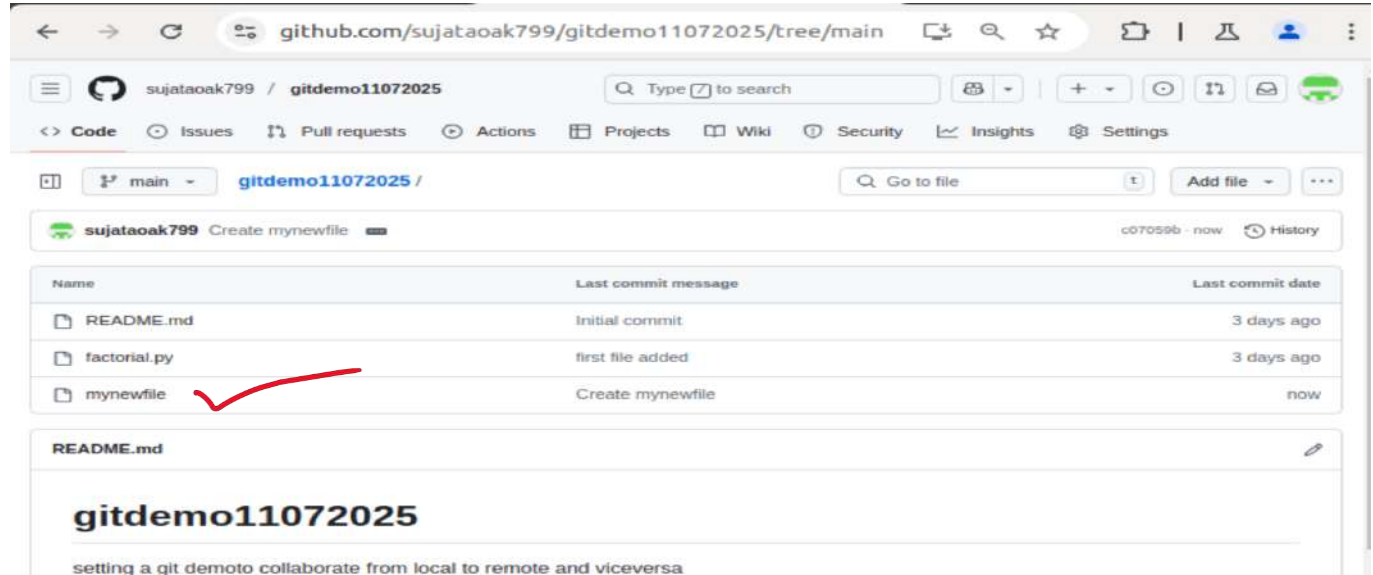 github.com/sujataoak799/gitdemo11072025/tree/main
sujataoak799 / gitdemo11072025 Type / to search
<> Code Issues Pull requests Actions Projects Wiki Security Insights Settings
main gitdemo11072025 / Go to file t Add file ...
sujataoak799 Create mynewfile c07059b · now History
Name Last commit message Last commit date
README.md Initial commit 3 days ago
factorial.py first file added 3 days ago
mynewfile Create mynewfile now
README.md
gitdemo11072025
setting a git demoto collaborate from local to remote and viceversa